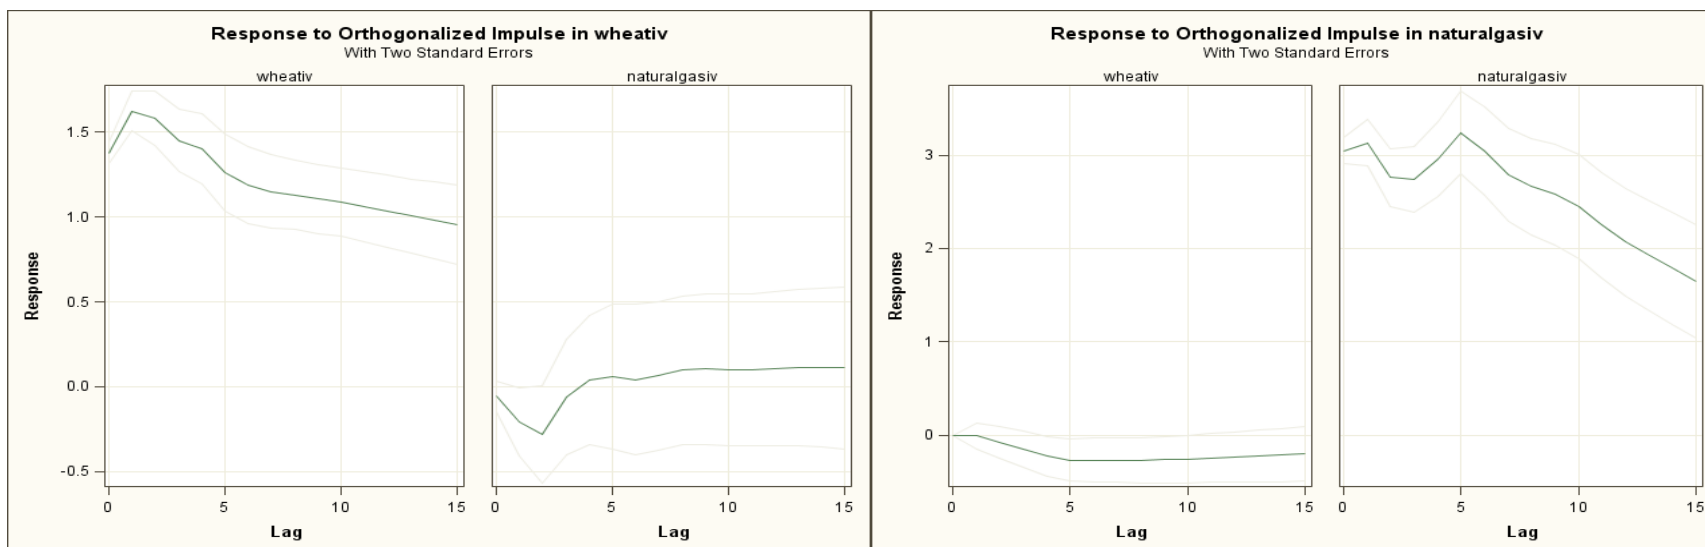 Response to Orthogonalized Impulse in wheativ
With Two Standard Errors
wheativ
naturalgasiv
Response
1.5
1.0
0.5
0.0
-0.5
0 5 10 15
0 5 10 15
Lag
Lag
Response to Orthogonalized Impulse in naturalgasiv
With Two Standard Errors
wheativ
naturalgasiv
Response
3
2
1
0
0 5 10 15
0 5 10 15
Lag
Lag